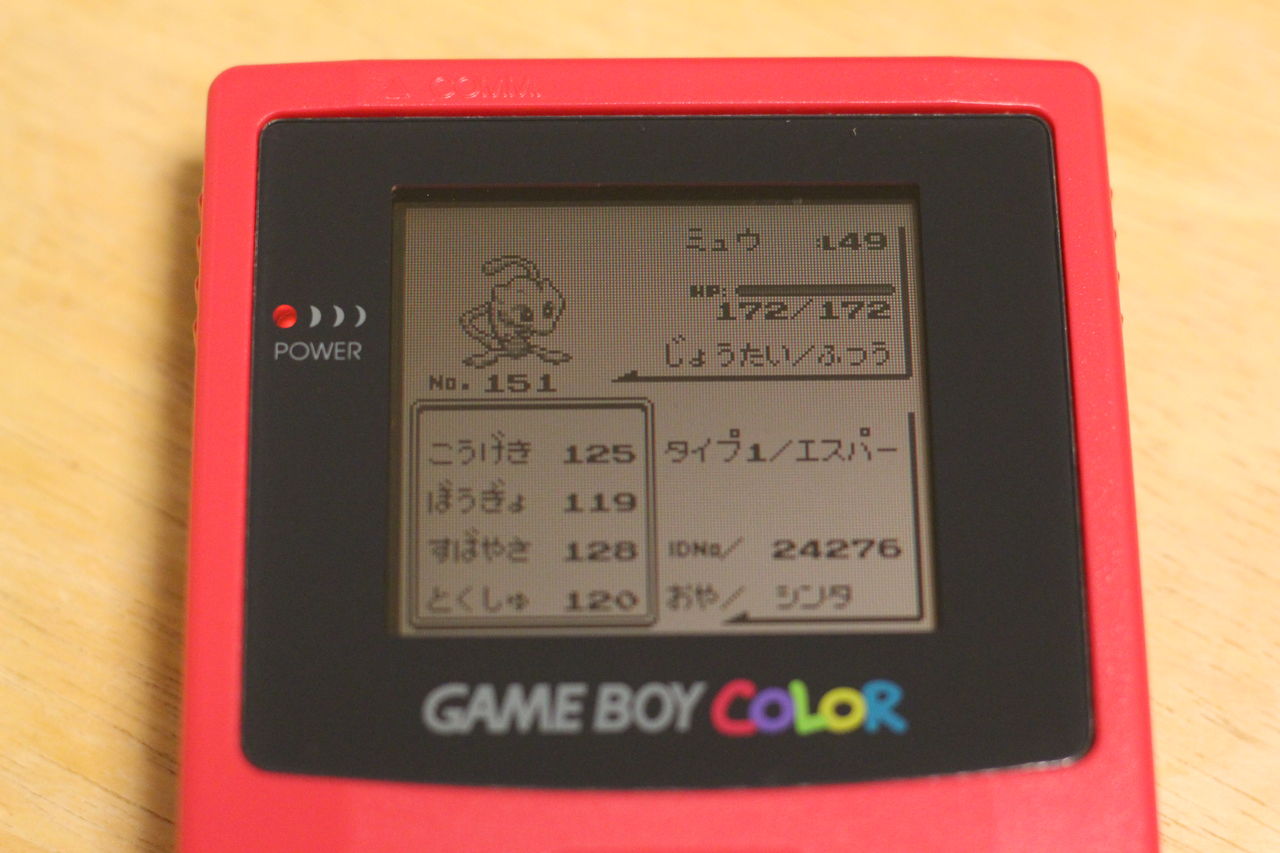 COMM.
POWER
ミュウ :L49
HP:
172/172
じょうたい/ふつう
No. 151
こうげき 125
ぼうぎょ 119
すばやさ 128
とくしゅ 120
タイプ1/エスパー
IDNo/ 24276
おや/ シンタ
GAME BOY COLOR